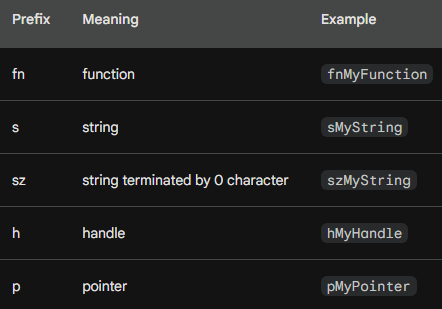 Prefix Meaning Example
fn function fnMyFunction
s string sMyString
sz string terminated by 0 character szMyString
h handle hMyHandle
p pointer pMyPointer